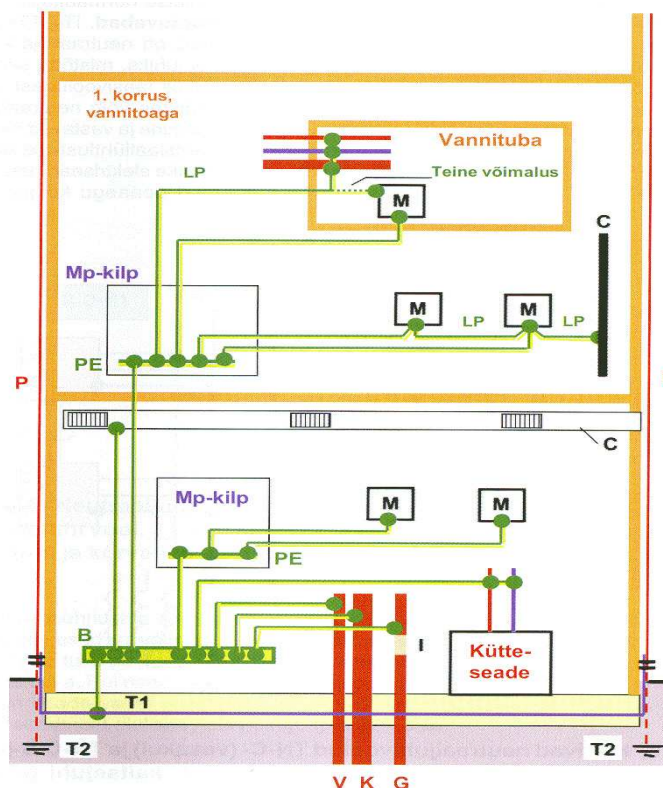 1. korrus,
vannitoaga
Vannituba
LP
Teine võimalus
M
C
Mp-kilp
M
M
LP
LP
PE
P
C
Mp-kilp
M
M
PE
B
I
Kütte-
seade
T1
T2
T2
V
K
G